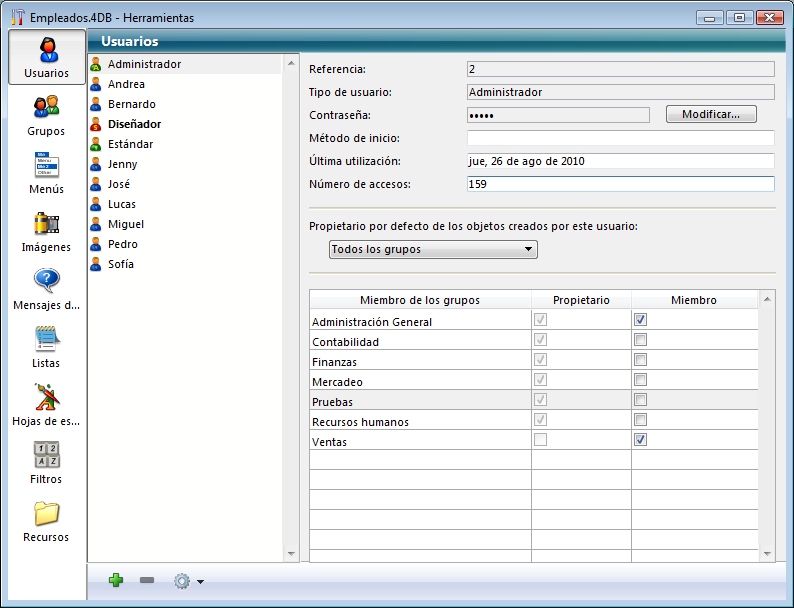 Empleados.4DB - Herramientas
Usuarios
Grupos
Menús
Imágenes
Mensajes d...
Listas
Hojas de es...
Filtros
Recursos
Usuarios
Administrador
Andrea
Bernardo
Diseñador
Estándar
Jenny
José
Lucas
Miguel
Pedro
Sofía
Referencia: 2
Tipo de usuario: Administrador
Contraseña: ••••• Modificar...
Método de inicio:
Última utilización: jue, 26 de ago de 2010
Número de accesos: 159
Propietario por defecto de los objetos creados por este usuario:
Todos los grupos
Miembro de los grupos Propietario Miembro
Administración General
Contabilidad
Finanzas
Mercadeo
Pruebas
Recursos humanos
Ventas